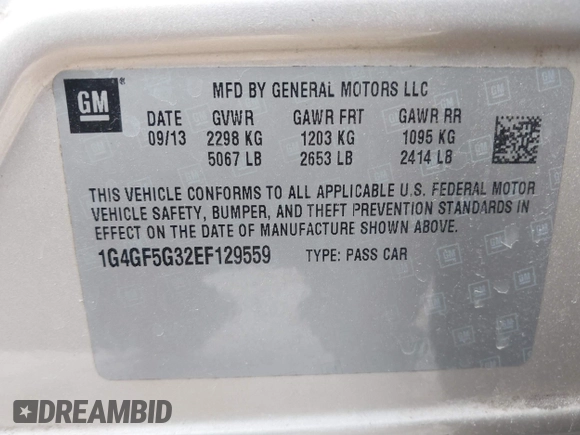 GM
MFD BY GENERAL MOTORS LLC
DATE GVWR GAWR FRT GAWR RR
09/13 2298 KG 1203 KG 1095 KG
5067 LB 2653 LB 2414 LB
THIS VEHICLE CONFORMS TO ALL APPLICABLE U.S. FEDERAL MOTOR
VEHICLE SAFETY, BUMPER, AND THEFT PREVENTION STANDARDS IN
EFFECT ON THE DATE OF MANUFACTURE SHOWN ABOVE.
1G4GF5G32EF129559 TYPE: PASS CAR
DREAMBID